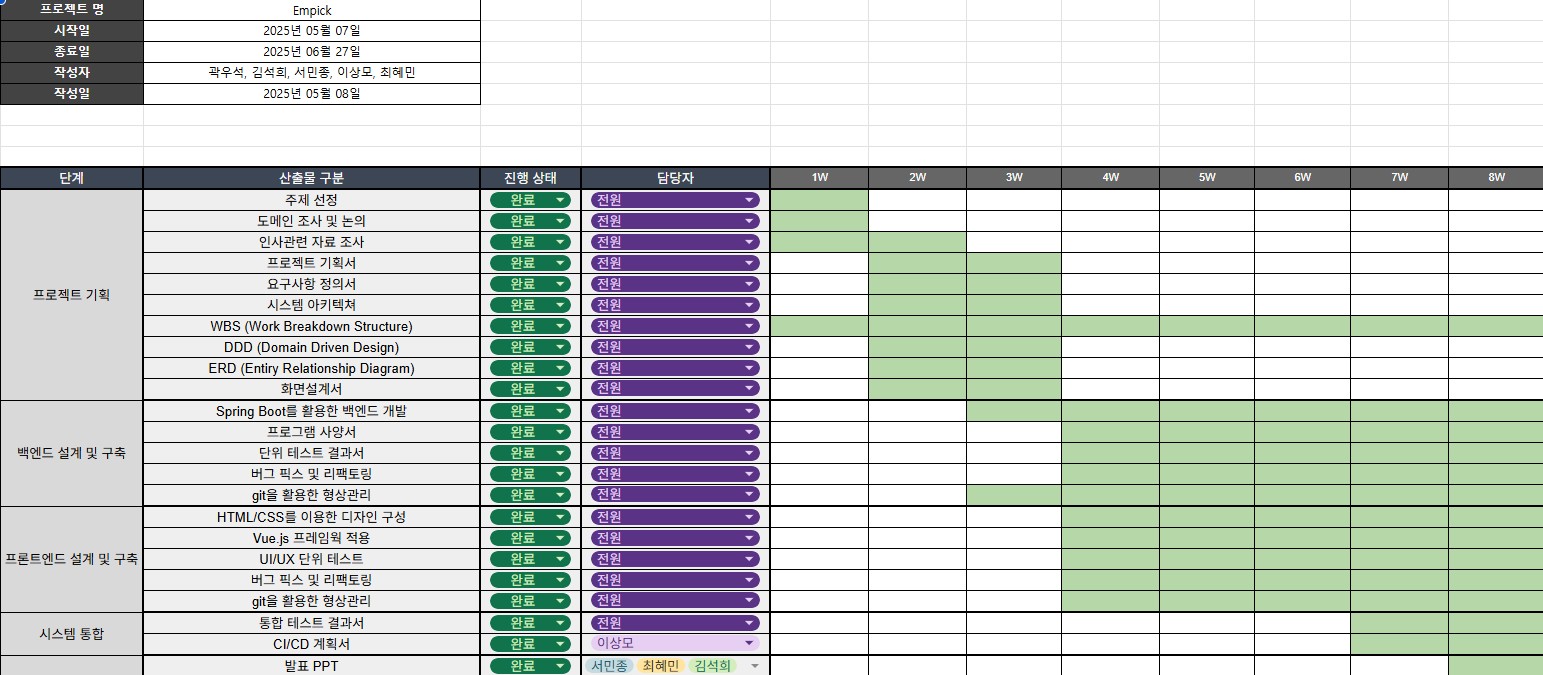 프로젝트 명 Empick
시작일 2025년 05월 07일
종료일 2025년 06월 27일
작성자 곽우석, 김석희, 서민종, 이상모, 최혜민
작성일 2025년 05월 08일
단계 산출물 구분 진행 상태 담당자 1W 2W 3W 4W 5W 6W 7W 8W
프로젝트 기획
주제 선정 완료 전원
도메인 조사 및 논의 완료 전원
인사관련 자료 조사 완료 전원
프로젝트 기획서 완료 전원
요구사항 정의서 완료 전원
시스템 아키텍쳐 완료 전원
WBS (Work Breakdown Structure) 완료 전원
DDD (Domain Driven Design) 완료 전원
ERD (Entiry Relationship Diagram) 완료 전원
화면설계서 완료 전원
백엔드 설계 및 구축
Spring Boot를 활용한 백엔드 개발 완료 전원
프로그램 사양서 완료 전원
단위 테스트 결과서 완료 전원
버그 픽스 및 리팩토링 완료 전원
git을 활용한 형상관리 완료 전원
프론트엔드 설계 및 구축
HTML/CSS를 이용한 디자인 구성 완료 전원
Vue.js 프레임웍 적용 완료 전원
UI/UX 단위 테스트 완료 전원
버그 픽스 및 리팩토링 완료 전원
git을 활용한 형상관리 완료 전원
시스템 통합
통합 테스트 결과서 완료 전원
CI/CD 계획서 완료 이상모
발표 PPT 완료 서민종 최혜민 김석희